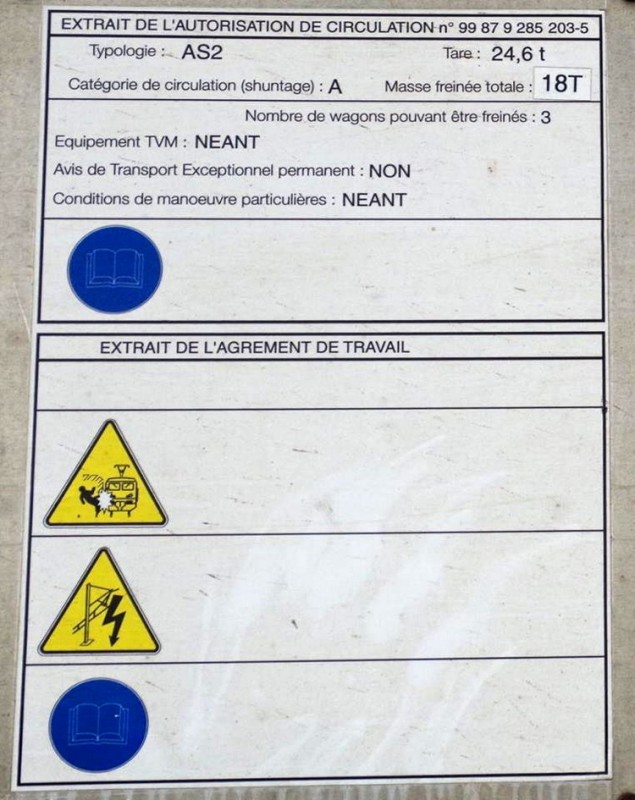 EXTRAIT DE L'AUTORISATION DE CIRCULATION n° 99 87 9 285 203-5
Typologie : AS2 Tare : 24,6 t
Catégorie de circulation (shuntage) : A Masse freinée totale : 18T
Nombre de wagons pouvant être freinés : 3
Equipement TVM : NEANT
Avis de Transport Exceptionnel permanent : NON
Conditions de manoeuvre particulières : NEANT
EXTRAIT DE L'AGREMENT DE TRAVAIL